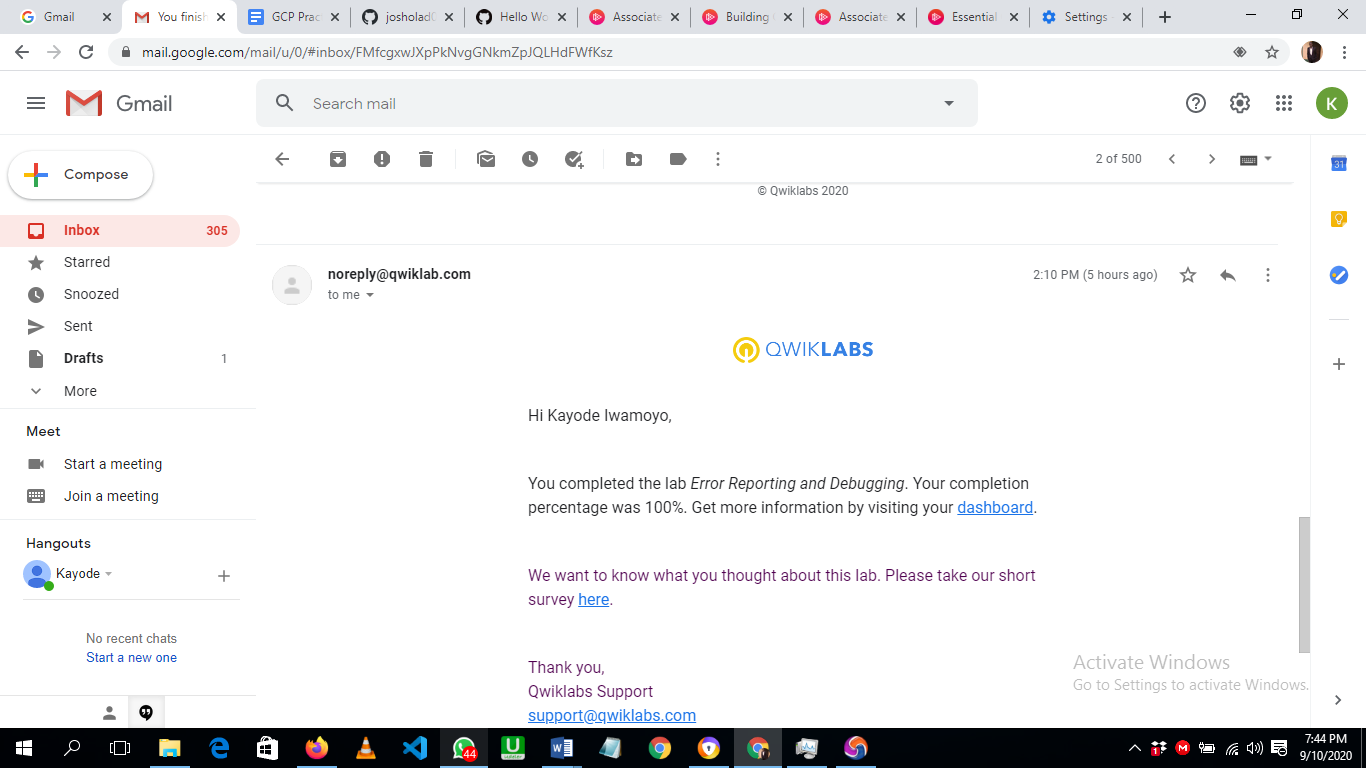 Gmail
You finish
GCP Prac
josholad
Hello Wo
Associate
Building
Associate
Essential
Settings
mail.google.com/mail/u/0/#inbox/FMfcgxwJXpPkNvgGNkmZpJQLHdFWfKsz
Gmail
Search mail
K
Compose
2 of 500
31
© Qwiklabs 2020
Inbox 305
Starred
Snoozed
Sent
Drafts 1
More
Meet
Start a meeting
Join a meeting
Hangouts
Kayode
No recent chats
Start a new one
noreply@qwiklab.com
2:10 PM (5 hours ago)
to me
QWIKLABS
Hi Kayode Iwamoyo,
You completed the lab Error Reporting and Debugging. Your completion
percentage was 100%. Get more information by visiting your dashboard.
We want to know what you thought about this lab. Please take our short
survey here.
Thank you,
Qwiklabs Support
support@qwiklabs.com
Activate Windows
Go to Settings to activate Windows.
44
7:44 PM
9/10/2020